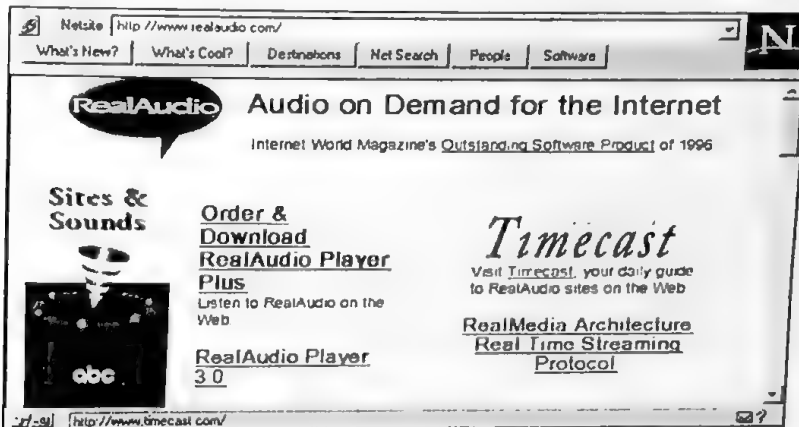 Netsite http://www.realaudio.com/
What's New? What's Cool? Destinations Net Search People Software
N
RealAudio
Audio on Demand for the Internet
Internet World Magazine's Outstanding Software Product of 1996
Sites &
Sounds
abc
Order &
Download
RealAudio Player
Plus
Listen to RealAudio on the
Web
RealAudio Player
3 0
Timecast
Visit Timecast, your daily guide
to RealAudio sites on the Web
RealMedia Architecture
Real Time Streaming
Protocol
http://www.timecast.com/